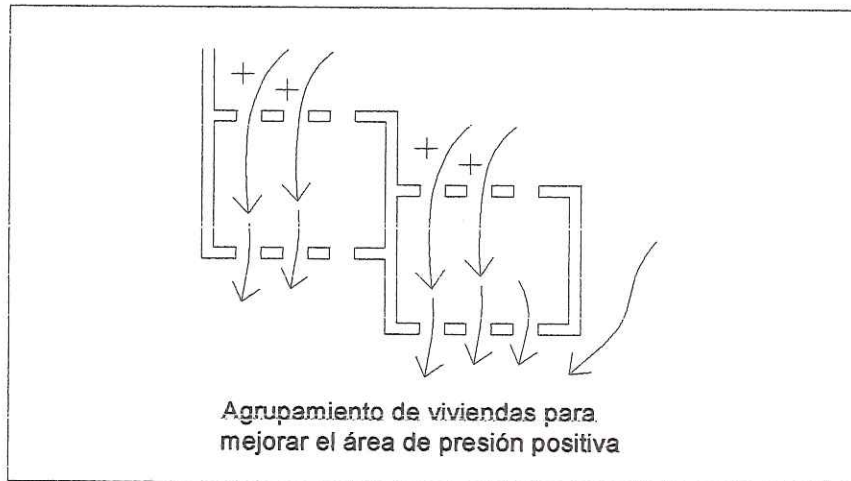 + +
+ +
Agrupamiento de viviendas para
mejorar el área de presión positiva